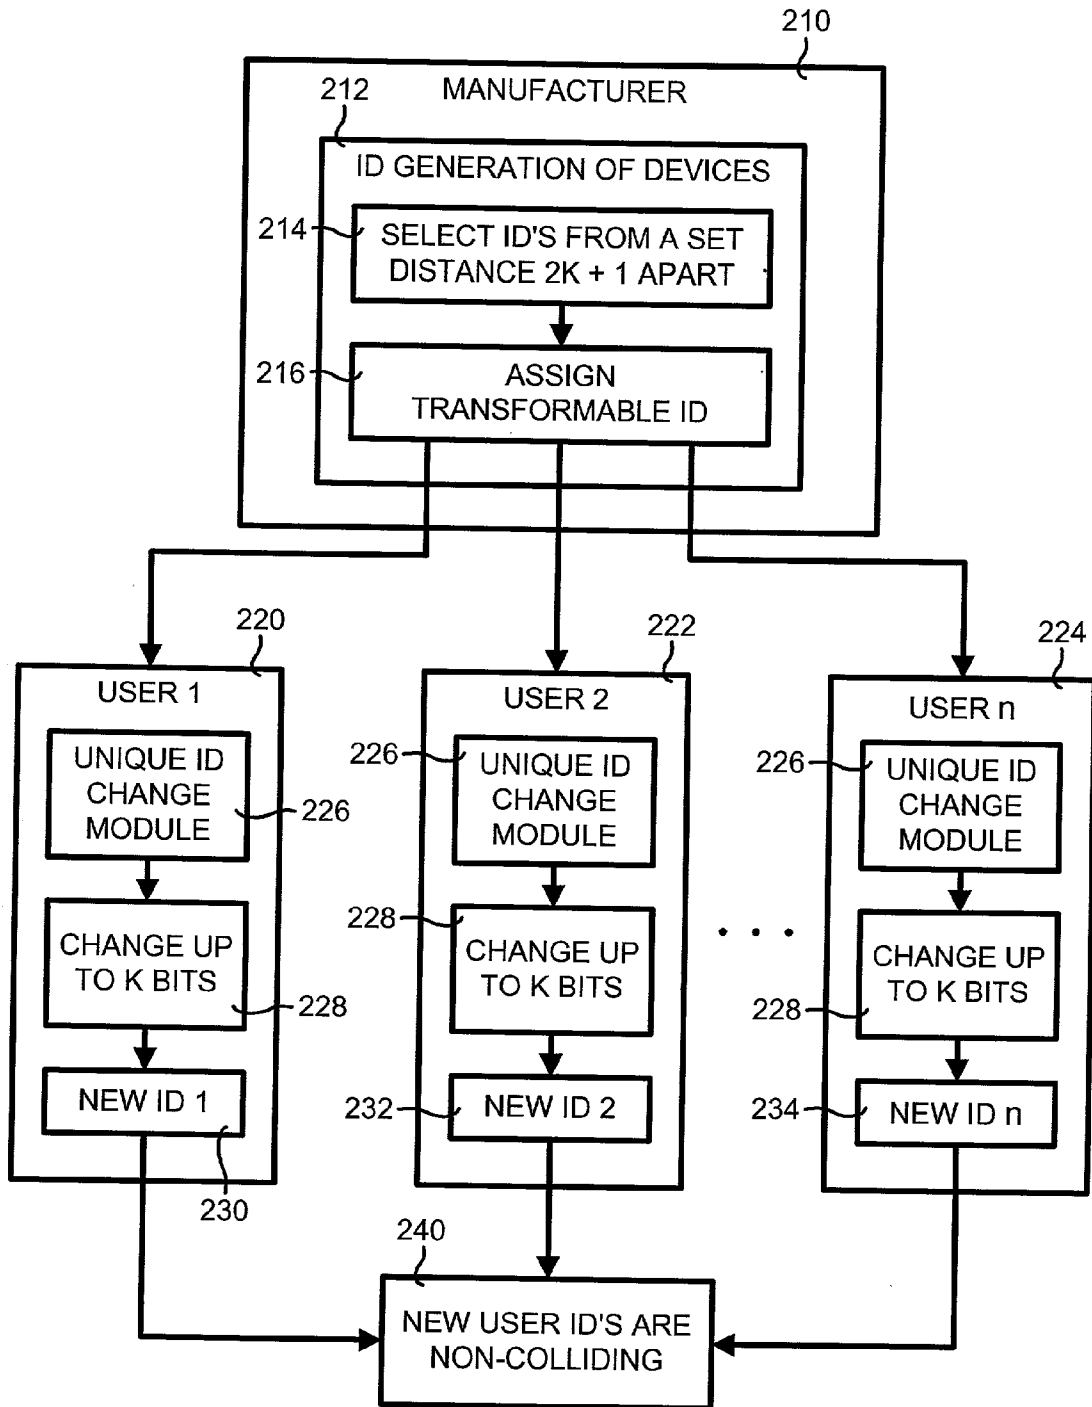 210
MANUFACTURER
212
ID GENERATION OF DEVICES
214
SELECT ID'S FROM A SET
DISTANCE 2K + 1 APART
216
ASSIGN
TRANSFORMABLE ID
220
USER 1
UNIQUE ID
CHANGE
MODULE
226
CHANGE UP
TO K BITS
228
NEW ID 1
230
222
USER 2
226
UNIQUE ID
CHANGE
MODULE
228
CHANGE UP
TO K BITS
232
NEW ID 2
. . .
224
USER n
226
UNIQUE ID
CHANGE
MODULE
CHANGE UP
TO K BITS
228
234
NEW ID n
240
NEW USER ID'S ARE
NON-COLLIDING